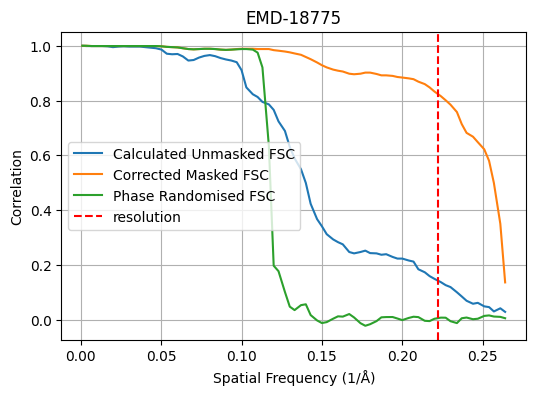 EMD-18775
Correlation
1.0
0.8
0.6
0.4
0.2
0.0
Calculated Unmasked FSC
Corrected Masked FSC
Phase Randomised FSC
resolution
0.00 0.05 0.10 0.15 0.20 0.25
Spatial Frequency (1/Å)